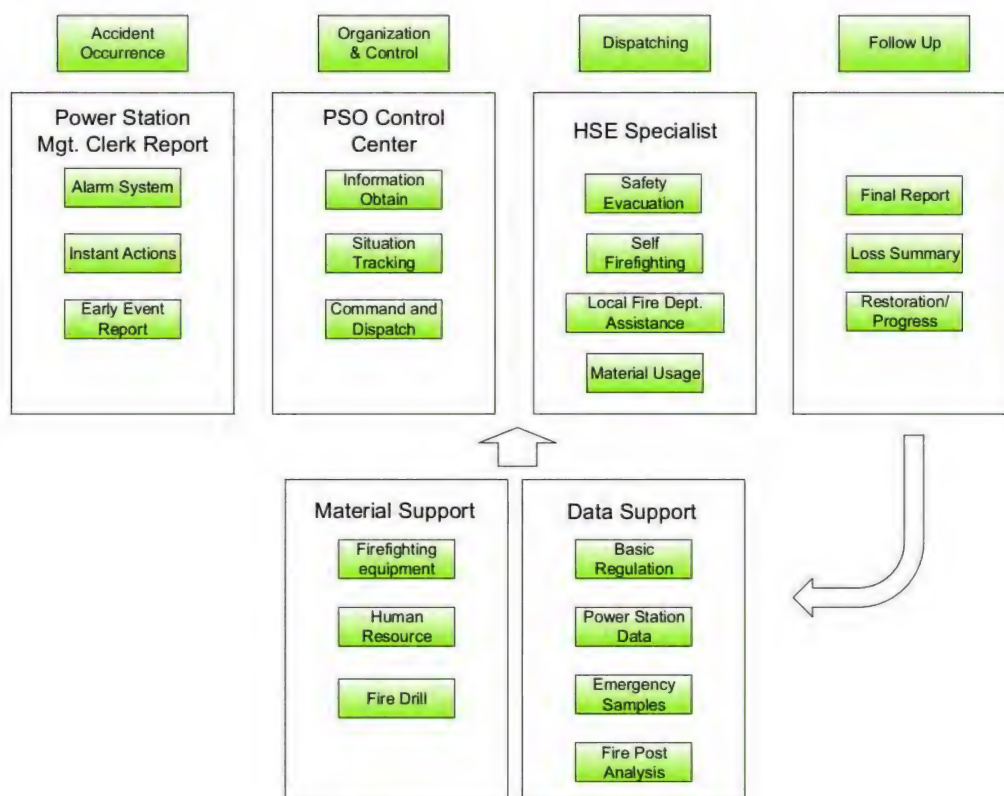 Accident
Occurrence
Organization
& Control
Dispatching
Follow Up
Power Station
Mgt. Clerk Report
Alarm System
Instant Actions
Early Event
Report
PSO Control
Center
Information
Obtain
Situation
Tracking
Command and
Dispatch
HSE Specialist
Safety
Evacuation
Self
Firefighting
Local Fire Dept.
Assistance
Material Usage
Final Report
Loss Summary
Restoration/
Progress
Material Support
Firefighting
equipment
Human
Resource
Fire Drill
Data Support
Basic
Regulation
Power Station
Data
Emergency
Samples
Fire Post
Analysis